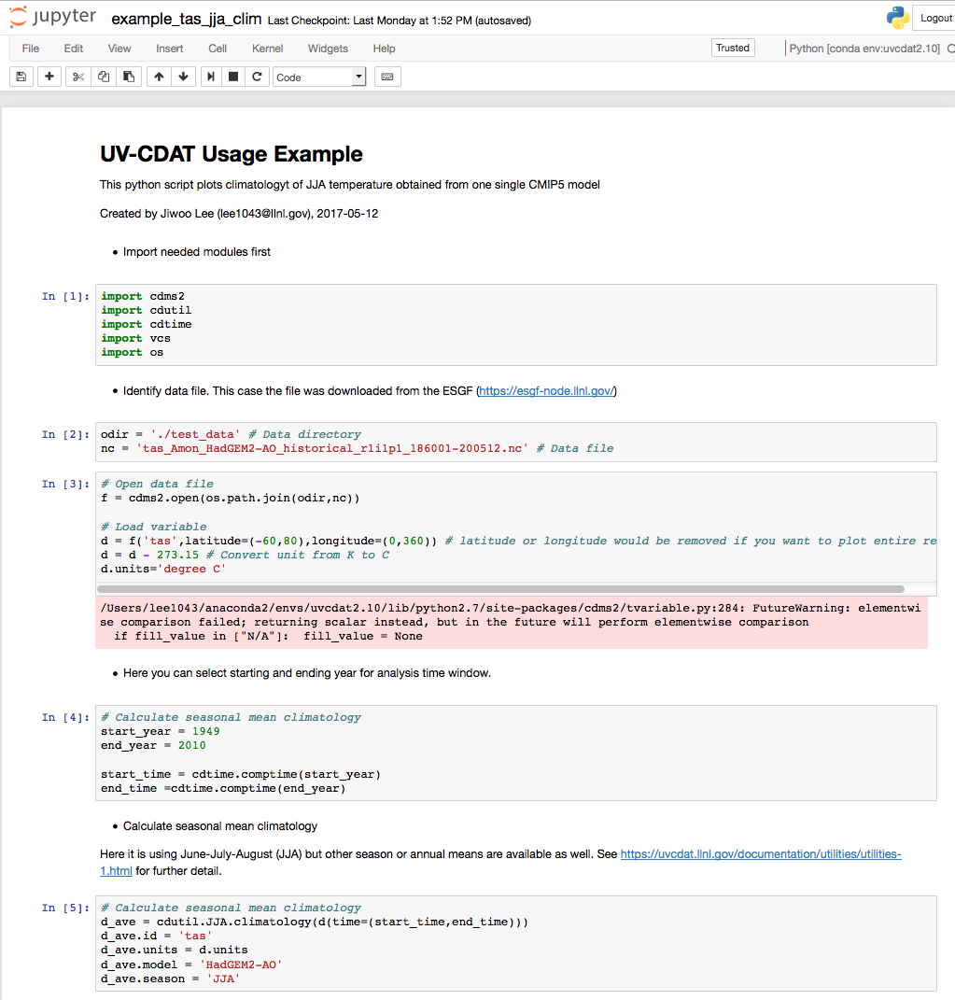 jupyter example_tas_jja_clim Last Checkpoint: Last Monday at 1:52 PM (autosaved)
Logout
File Edit View Insert Cell Kernel Widgets Help
Trusted
Python [conda env:uvcdat2.10]
Code
UV-CDAT Usage Example
This python script plots climatologyt of JJA temperature obtained from one single CMIP5 model
Created by Jiwoo Lee (lee1043@llnl.gov), 2017-05-12
• Import needed modules first
In [1]: import cdms2
import cdutil
import cdtime
import vcs
import os
• Identify data file. This case the file was downloaded from the ESGF (https://esgf-node.llnl.gov/)
In [2]: odir = './test_data' # Data directory
nc = 'tas_Amon_HadGEM2-AO_historical_r1i1p1_186001-200512.nc' # Data file
In [3]: # Open data file
f = cdms2.open(os.path.join(odir,nc))
# Load variable
d = f('tas',latitude=(-60,80),longitude=(0,360)) # latitude or longitude would be removed if you want to plot entire re
d = d - 273.15 # Convert unit from K to C
d.units='degree C'
/Users/lee1043/anaconda2/envs/uvcdat2.10/lib/python2.7/site-packages/cdms2/tvariable.py:284: FutureWarning: elementwi
se comparison failed; returning scalar instead, but in the future will perform elementwise comparison
if fill_value in ["N/A"]: fill_value = None
• Here you can select starting and ending year for analysis time window.
In [4]: # Calculate seasonal mean climatology
start_year = 1949
end_year = 2010
start_time = cdtime.comptime(start_year)
end_time =cdtime.comptime(end_year)
• Calculate seasonal mean climatology
Here it is using June-July-August (JJA) but other season or annual means are available as well. See https://uvcdat.llnl.gov/documentation/utilities/utilities-
1.html for further detail.
In [5]: # Calculate seasonal mean climatology
d_ave = cdutil.JJA.climatology(d(time=(start_time,end_time)))
d_ave.id = 'tas'
d_ave.units = d.units
d_ave.model = 'HadGEM2-AO'
d_ave.season = 'JJA'